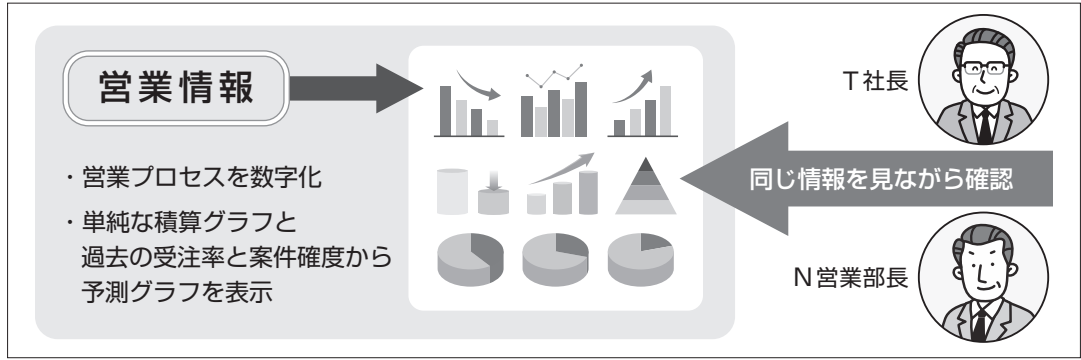 営業情報
・営業プロセスを数字化
・単純な積算グラフと
過去の受注率と案件確度から
予測グラフを表示
T社長
同じ情報を見ながら確認
N営業部長